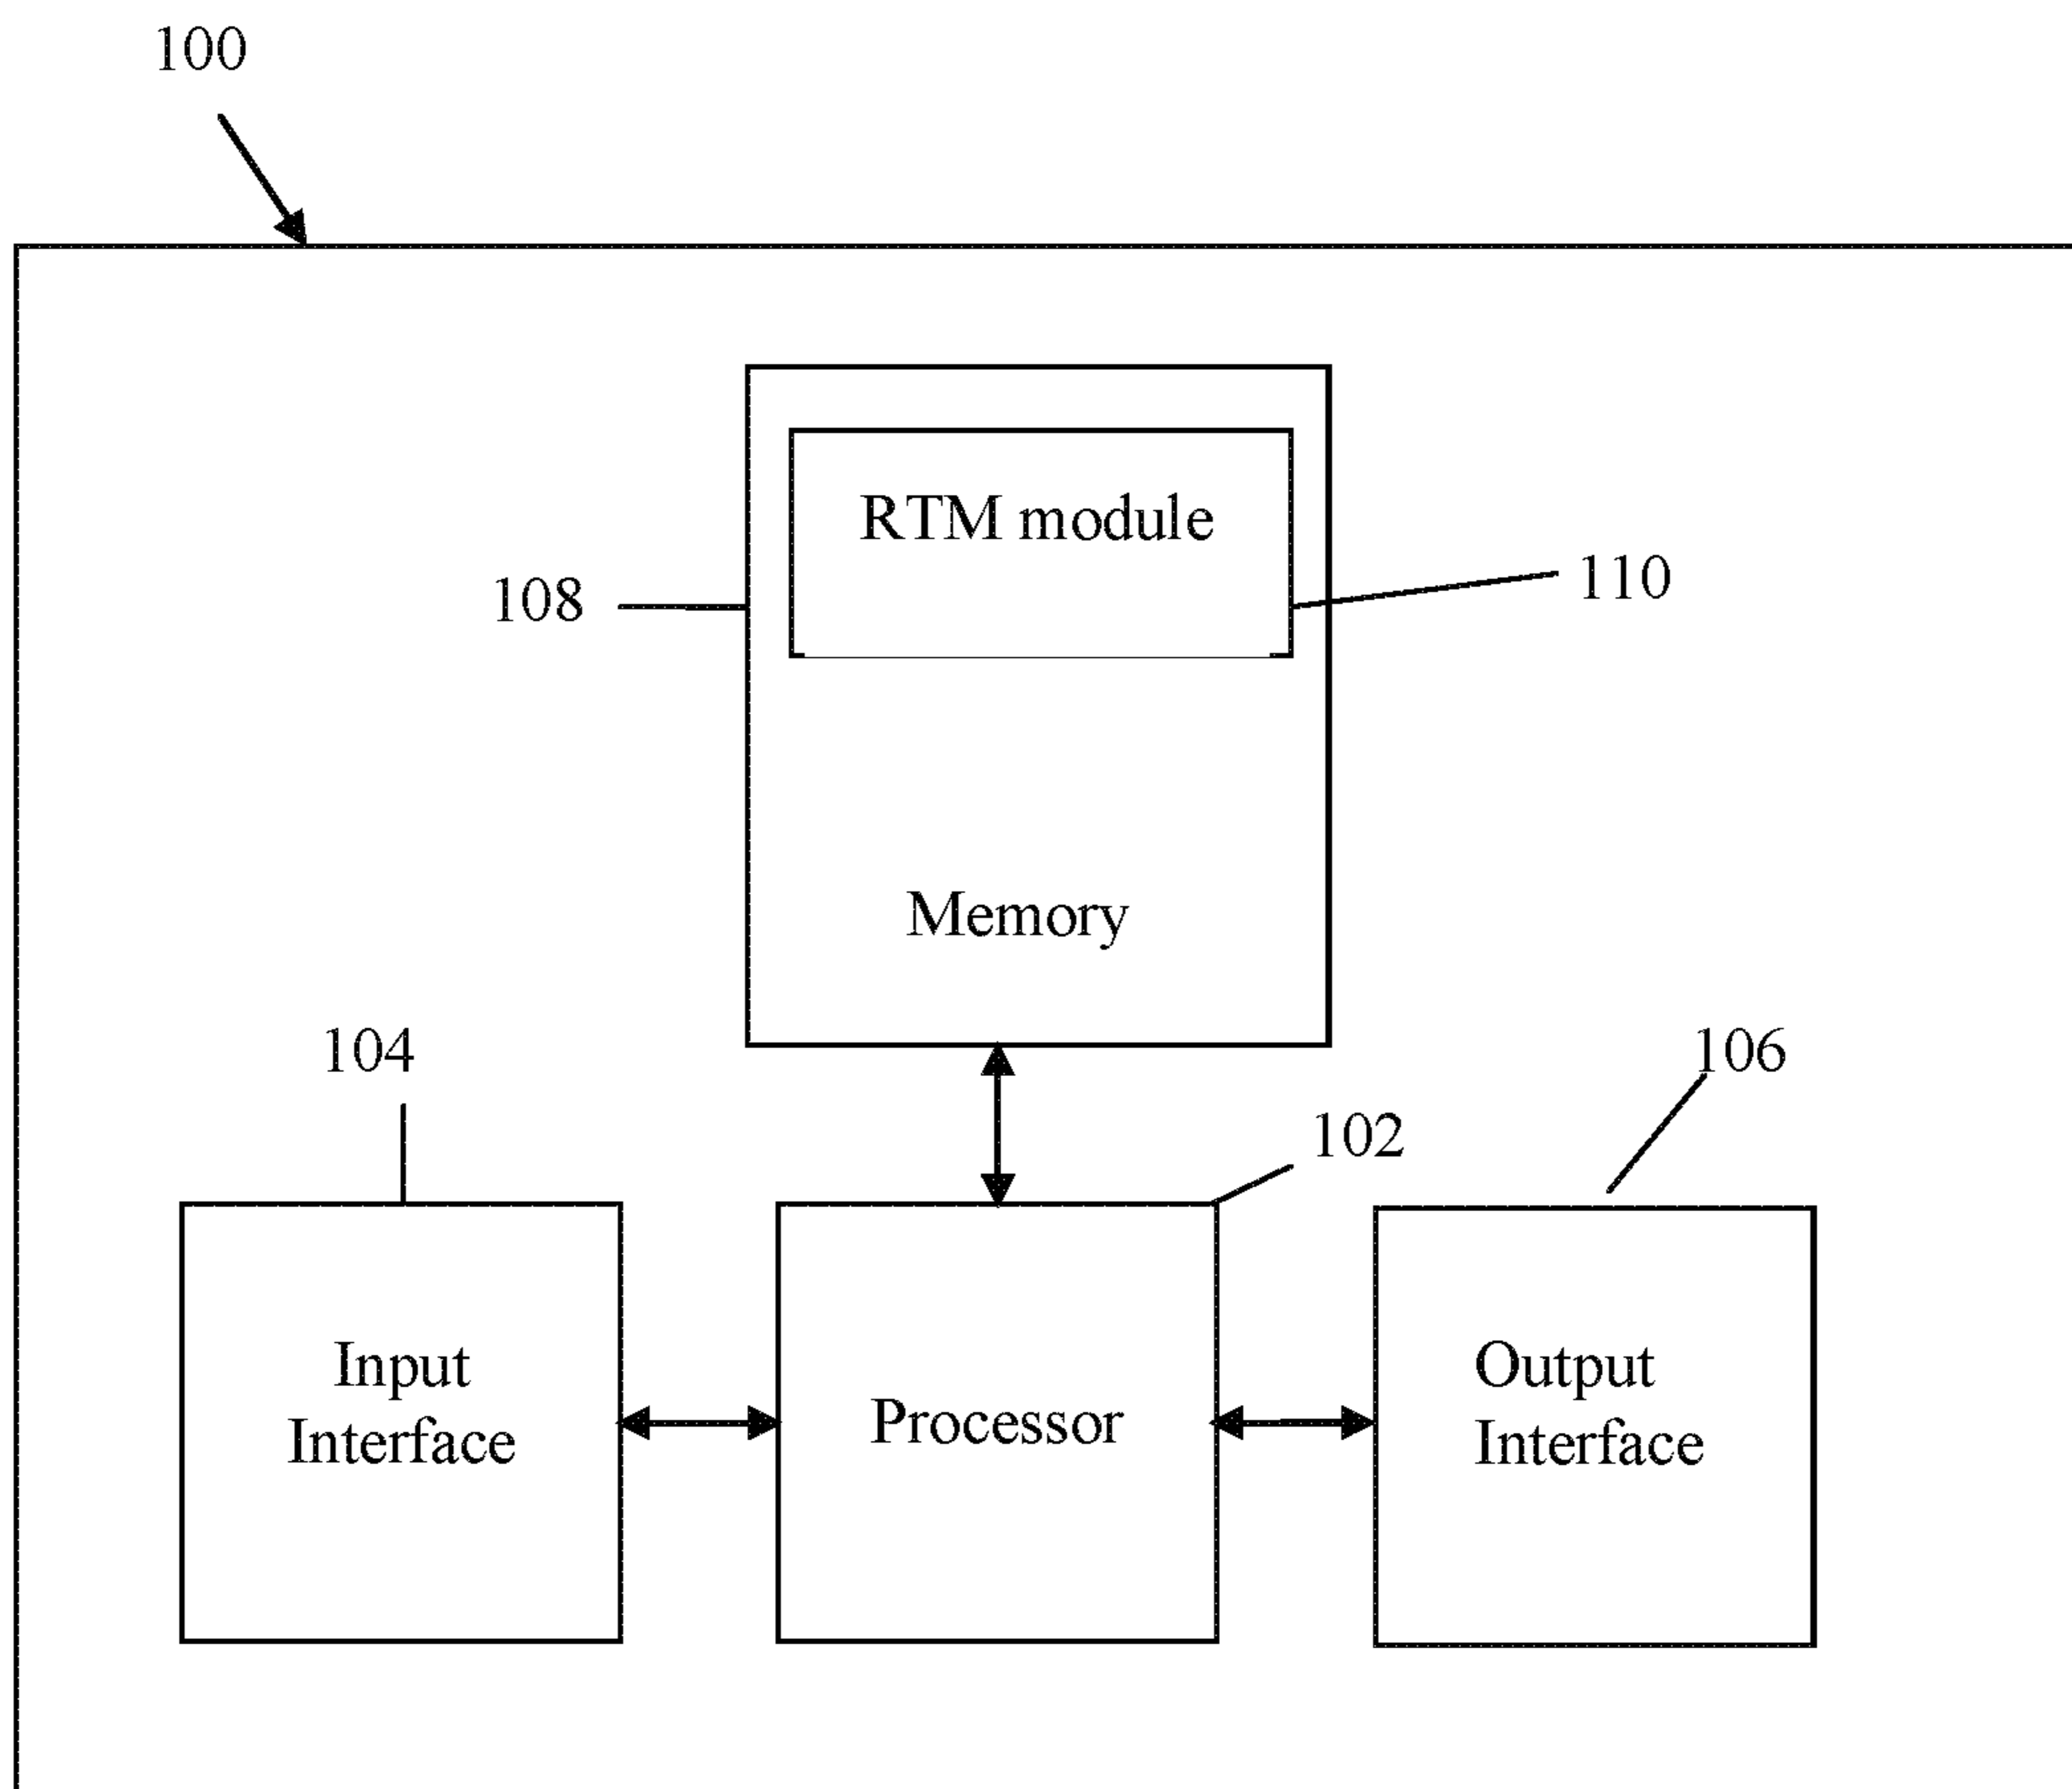 100
RTM module
108
110
Memory
104
106
102
Input
Interface
Processor
Output
Interface